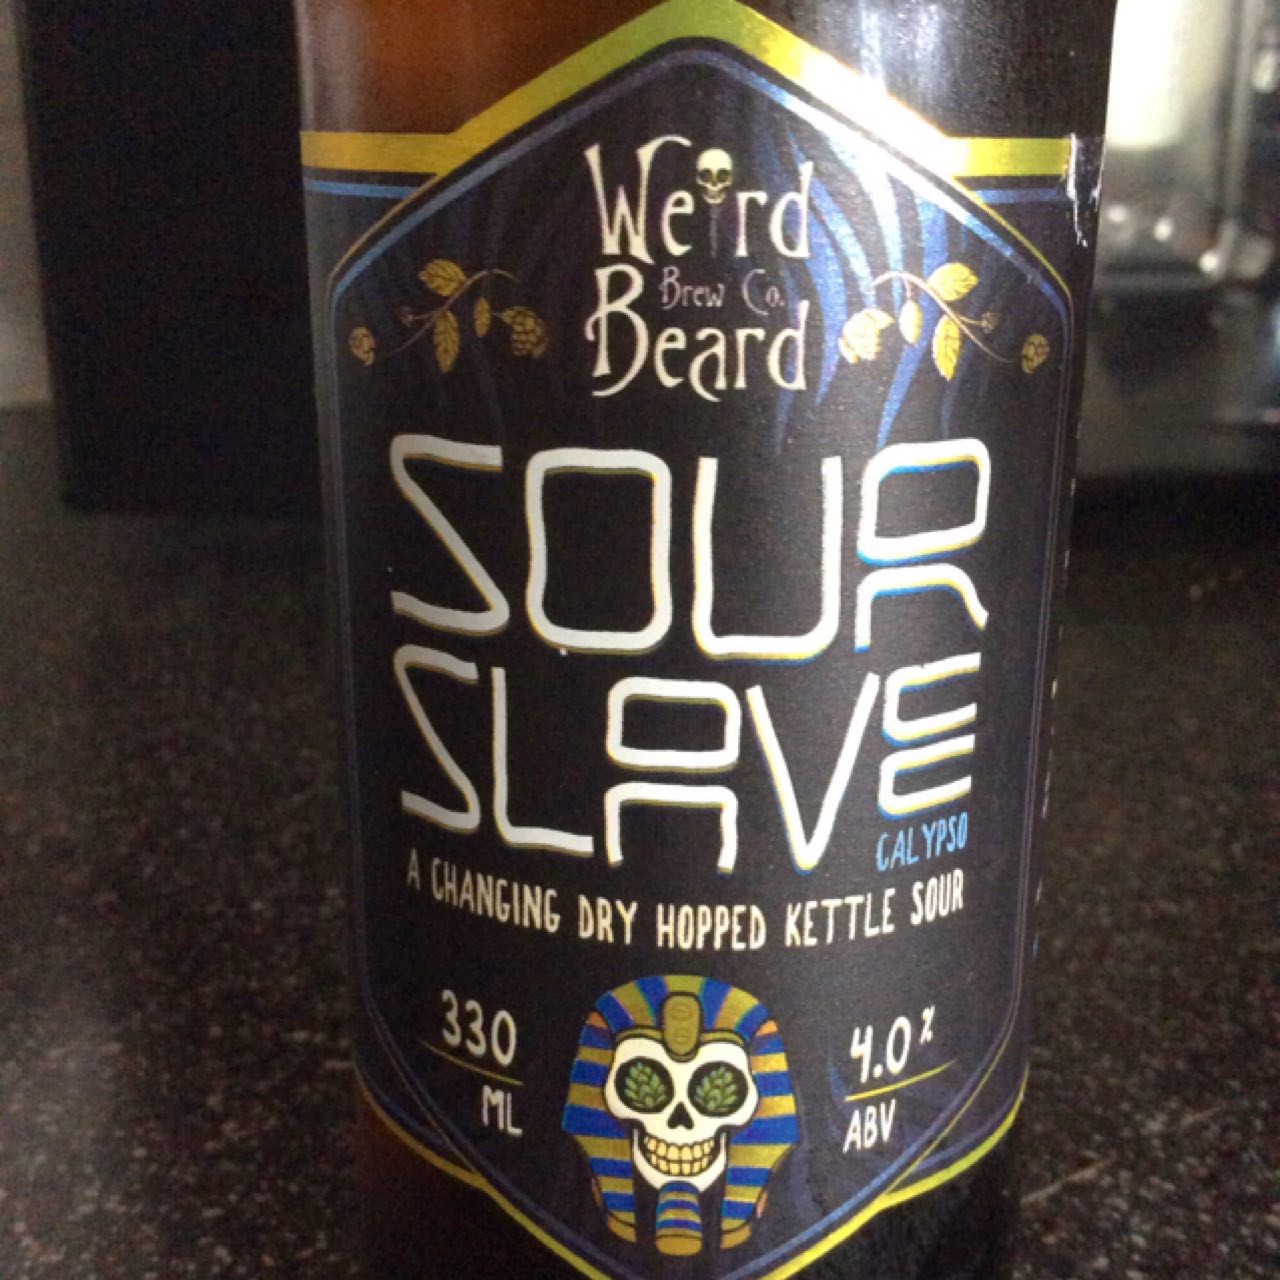 Weird
Brew Co.
Beard
SOUR
SLAVE
CALYPSO
A CHANGING DRY HOPPED KETTLE SOUR
330
ML
4.0%
ABV